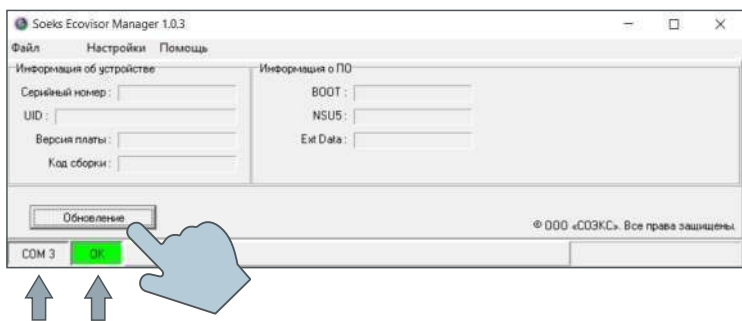 Soeks Ecovisor Manager 1.0.3
Файл Настройки Помощь
Информация об устройстве
Информация о ПО
Серийный номер :
BOOT :
UID :
NSU5 :
Версия платы :
Ext Data :
Код сборки :
Обновление
© ООО «СОЭКС». Все права защищены.
COM 3
OK